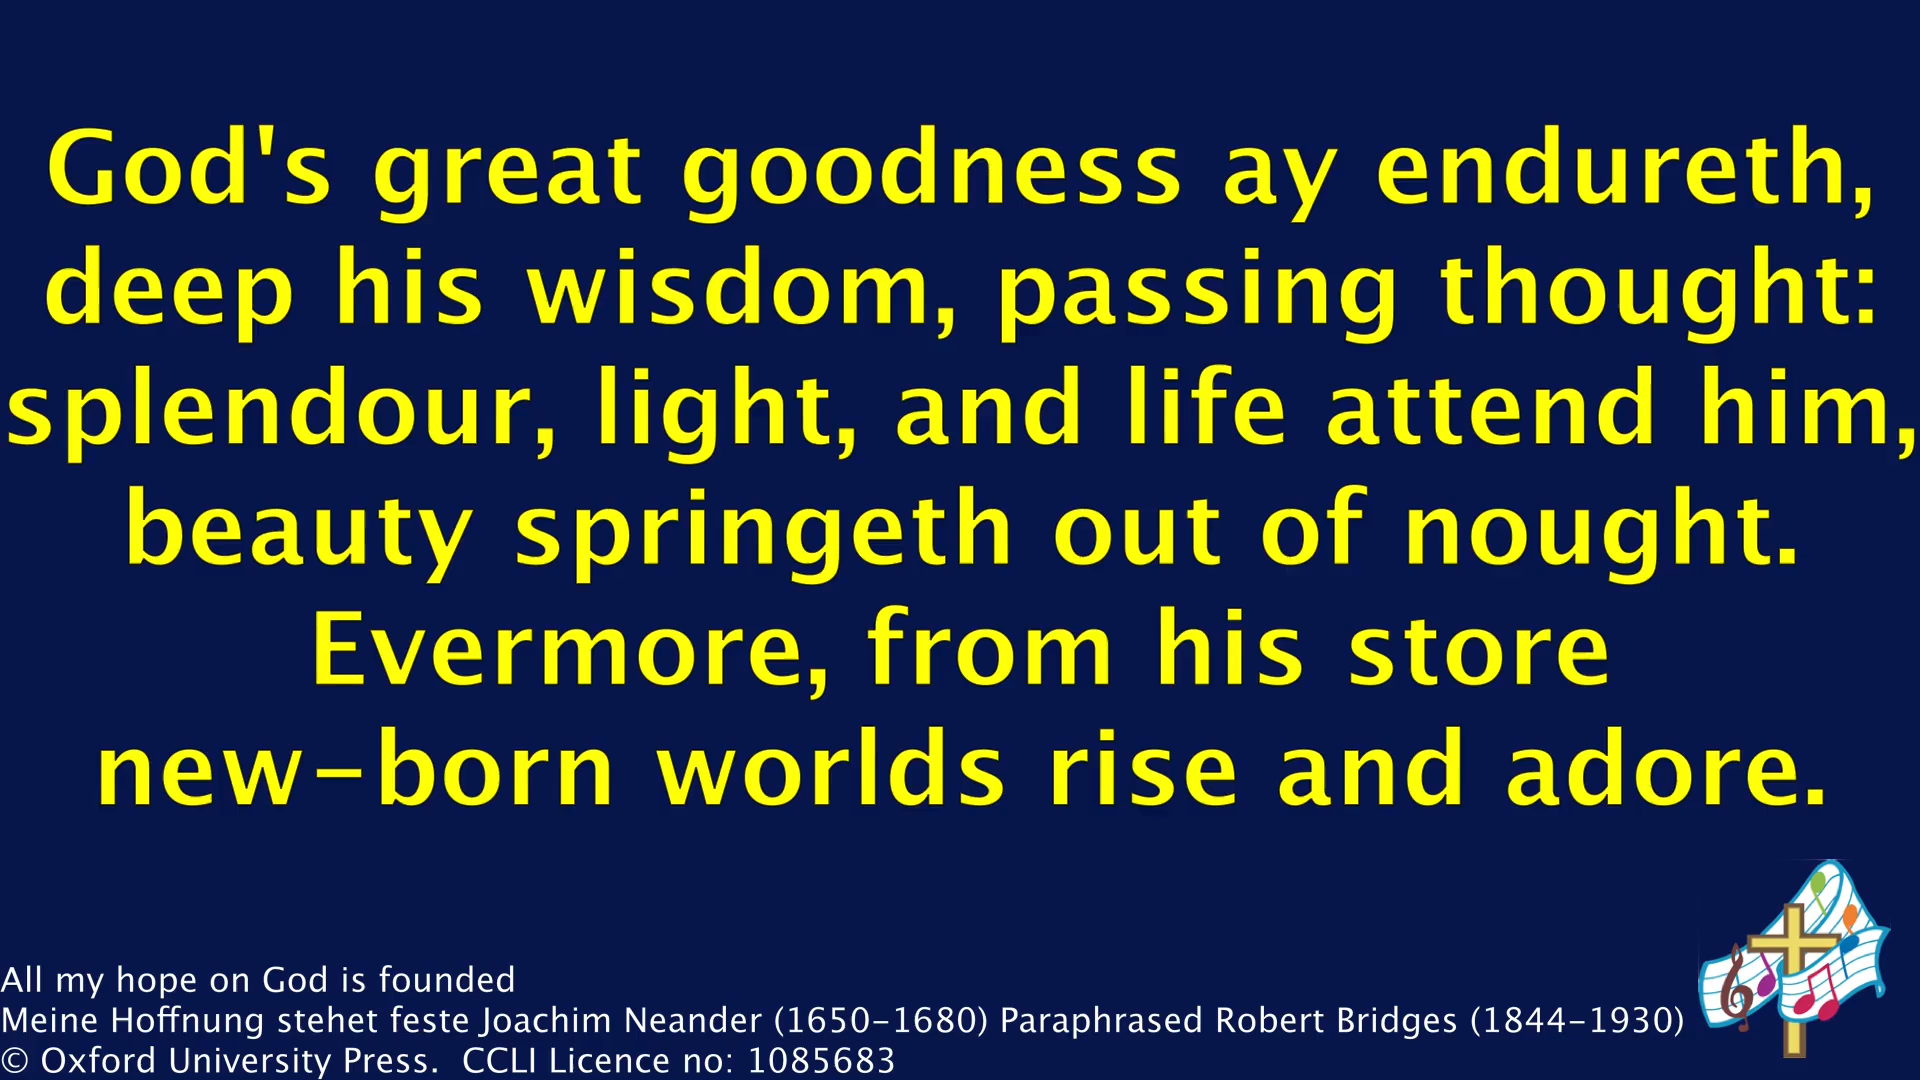 God's great goodness ay endureth,
deep his wisdom, passing thought:
splendour, light, and life attend him,
beauty springeth out of nought.
Evermore, from his store
new-born worlds rise and adore.
All my hope on God is founded
Meine Hoffnung stehet feste Joachim Neander (1650-1680) Paraphrased Robert Bridges (1844-1930)
© Oxford University Press.  CCLI Licence no: 1085683